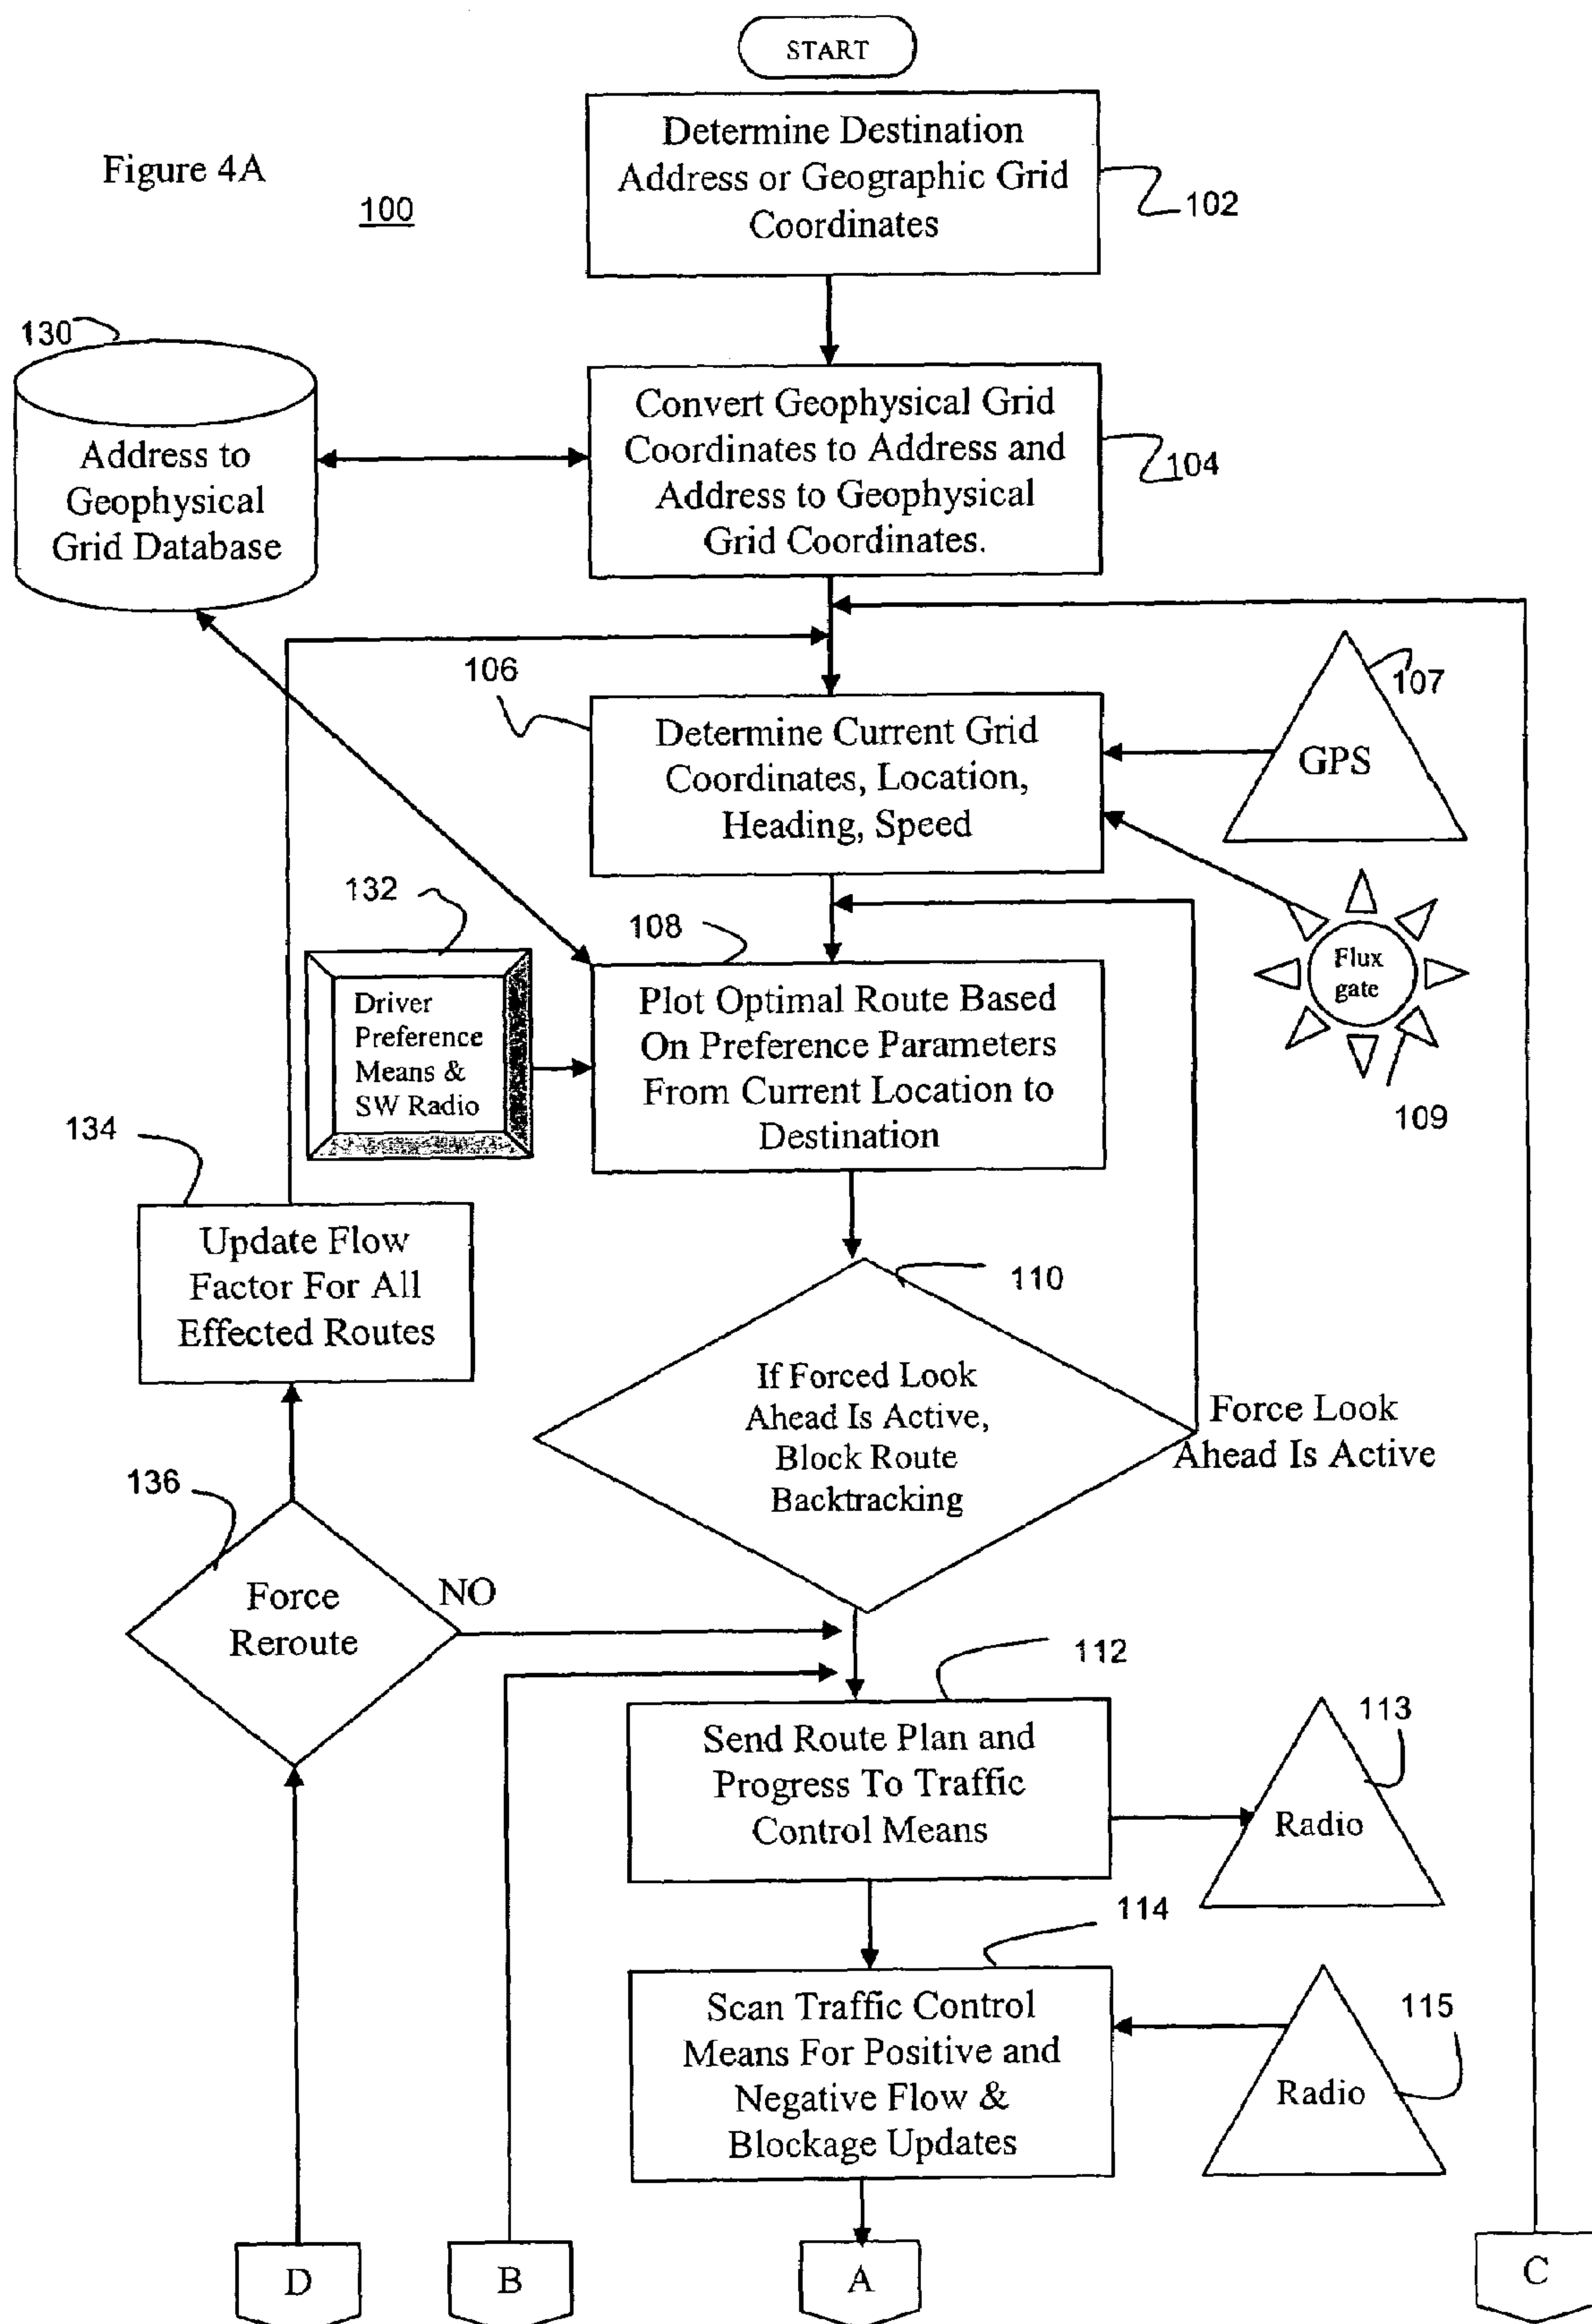 START
Figure 4A
100
Determine Destination
Address or Geographic Grid
Coordinates
102
130
Address to
Geophysical
Grid Database
Convert Geophysical Grid
Coordinates to Address and
Address to Geophysical
Grid Coordinates.
104
106
Determine Current Grid
Coordinates, Location,
Heading, Speed
107
GPS
132
Driver
Preference
Means &
SW Radio
108
Plot Optimal Route Based
On Preference Parameters
From Current Location to
Destination
Flux
gate
109
134
Update Flow
Factor For All
Effected Routes
110
If Forced Look
Ahead Is Active,
Block Route
Backtracking
Force Look
Ahead Is Active
136
Force
Reroute
NO
112
Send Route Plan and
Progress To Traffic
Control Means
113
Radio
114
Scan Traffic Control
Means For Positive and
Negative Flow &
Blockage Updates
115
Radio
D
B
A
C